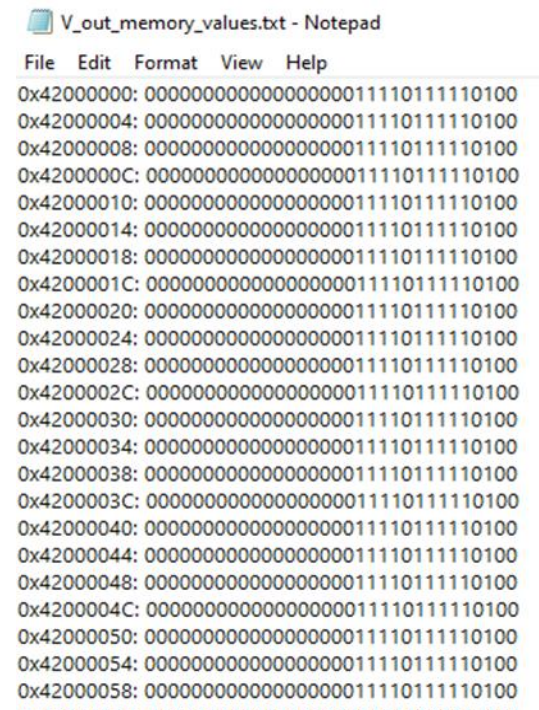 V_out_memory_values.txt - Notepad
File Edit Format View Help
0x42000000: 00000000000000000011110111110100
0x42000004: 00000000000000000011110111110100
0x42000008: 00000000000000000011110111110100
0x4200000C: 00000000000000000011110111110100
0x42000010: 00000000000000000011110111110100
0x42000014: 00000000000000000011110111110100
0x42000018: 00000000000000000011110111110100
0x4200001C: 00000000000000000011110111110100
0x42000020: 00000000000000000011110111110100
0x42000024: 00000000000000000011110111110100
0x42000028: 00000000000000000011110111110100
0x4200002C: 00000000000000000011110111110100
0x42000030: 00000000000000000011110111110100
0x42000034: 00000000000000000011110111110100
0x42000038: 00000000000000000011110111110100
0x4200003C: 00000000000000000011110111110100
0x42000040: 00000000000000000011110111110100
0x42000044: 00000000000000000011110111110100
0x42000048: 00000000000000000011110111110100
0x4200004C: 00000000000000000011110111110100
0x42000050: 00000000000000000011110111110100
0x42000054: 00000000000000000011110111110100
0x42000058: 00000000000000000011110111110100